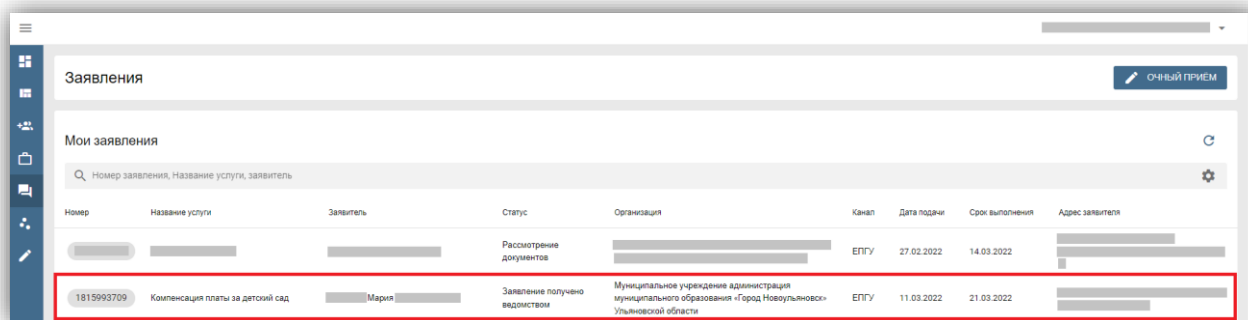 Заявления
ОЧНЫЙ ПРИЁМ
Мои заявления
Номер заявления, Название услуги, заявитель
Номер Название услуги Заявитель Статус Организация Канал Дата подачи Срок выполнения Адрес заявителя
Рассмотрение
документов
ЕПГУ 27.02.2022 14.03.2022
1815993709 Компенсация платы за детский сад Мария
Заявление получено
ведомством
Муниципальное учреждение администрация
муниципального образования «Город Новоульяновск»
Ульяновской области
ЕПГУ 11.03.2022 21.03.2022